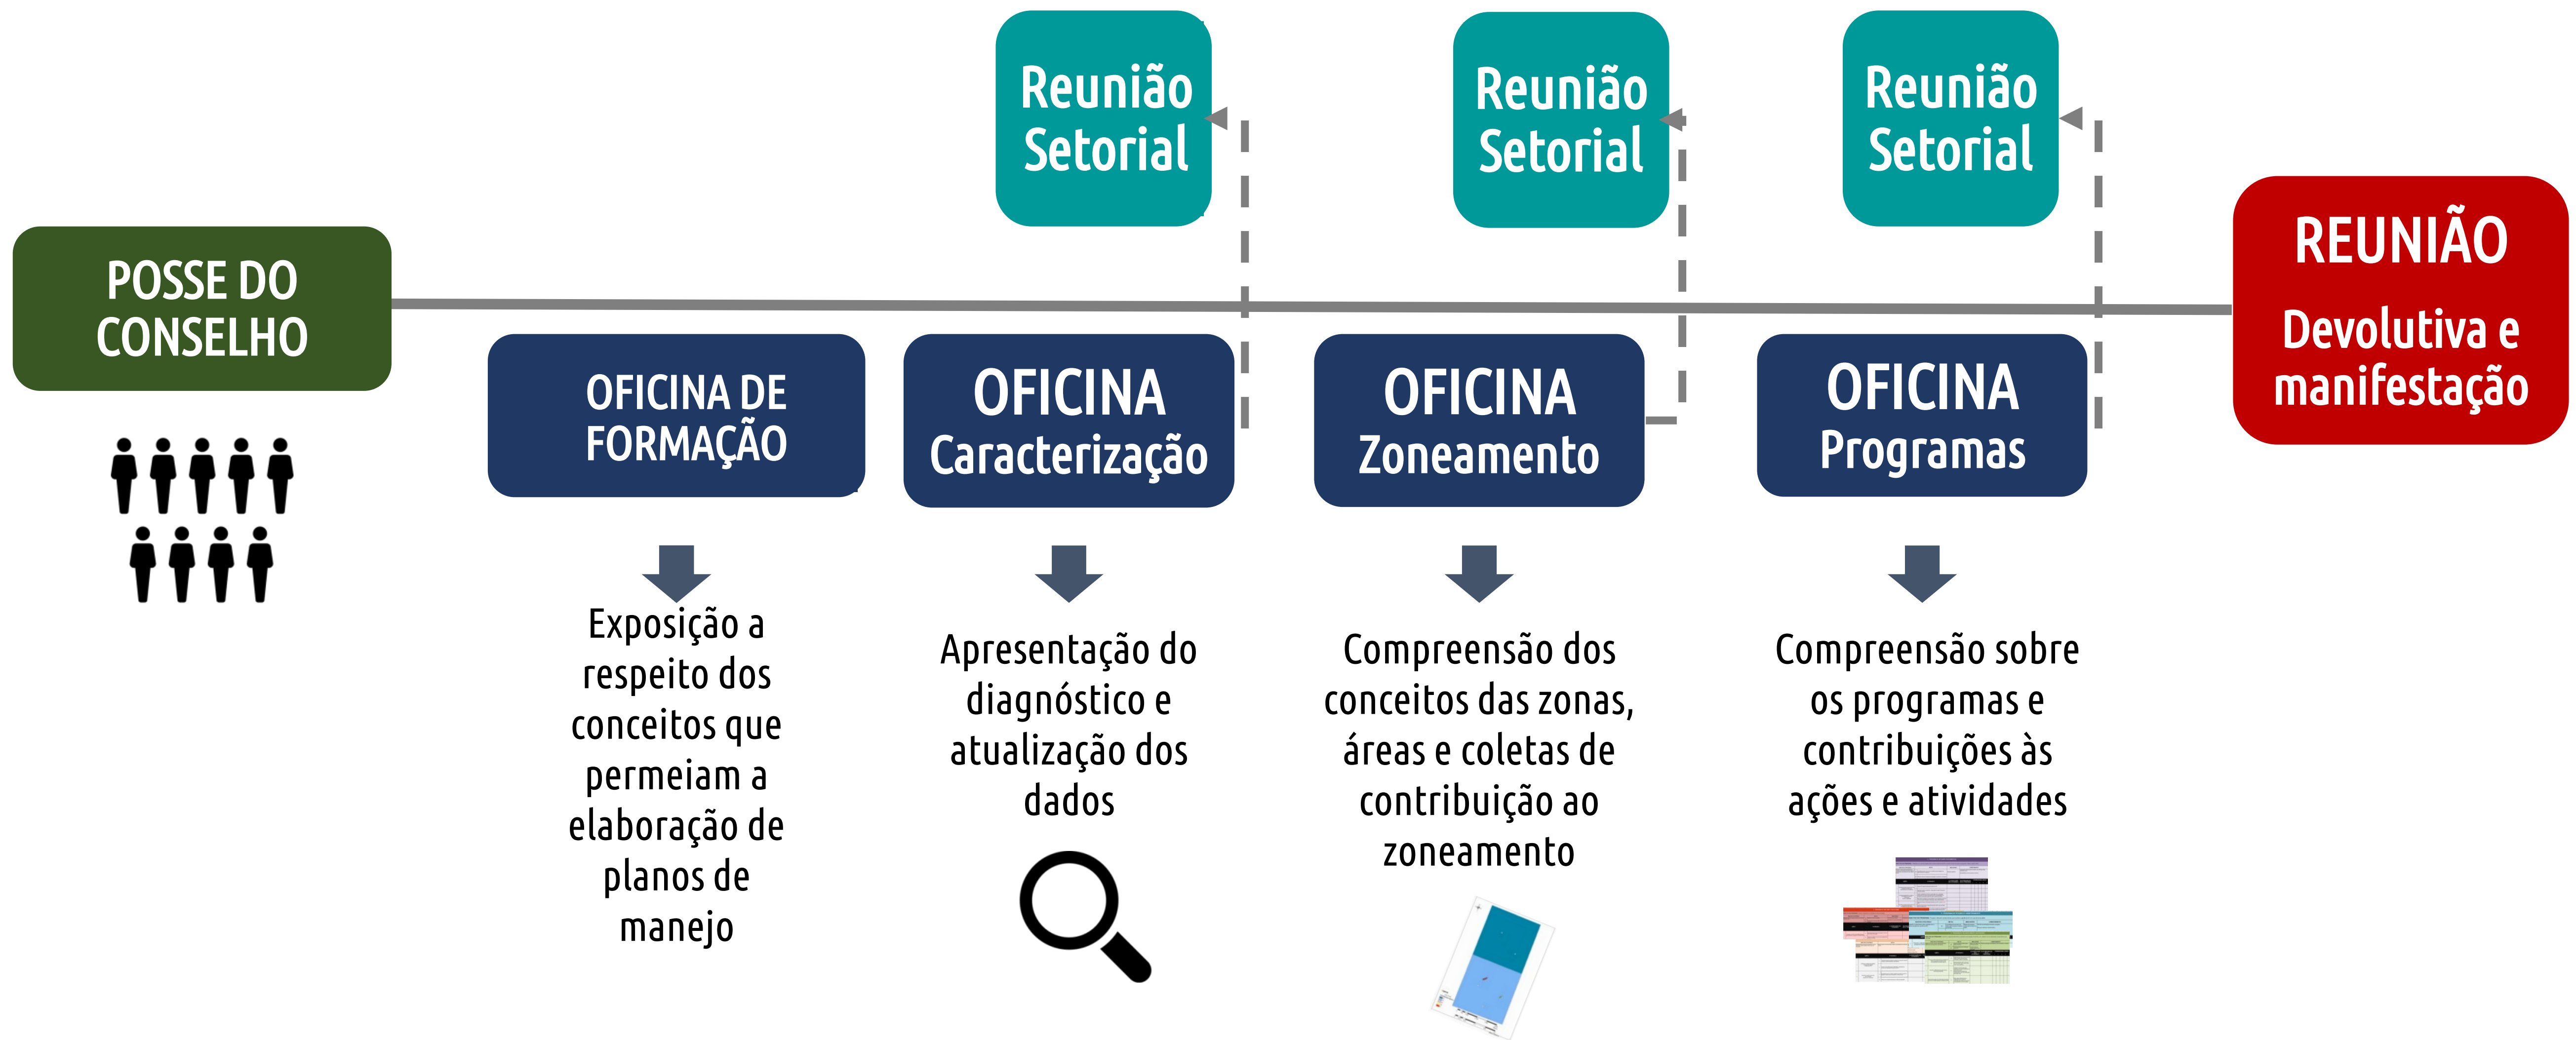 Reunião
Setorial
Reunião
Setorial
Reunião
Setorial
POSSE DO
CONSELHO
REUNIÃO
Devolutiva e
manifestação
OFICINA DE
FORMAÇÃO
OFICINA
Caracterização
OFICINA
Zoneamento
OFICINA
Programas
Exposição a
respeito dos
conceitos que
permeiam a
elaboração de
planos de
manejo
Apresentação do
diagnóstico e
atualização dos
dados
Compreensão dos
conceitos das zonas,
áreas e coletas de
contribuição ao
zoneamento
Compreensão sobre
os programas e
contribuições às
ações e atividades